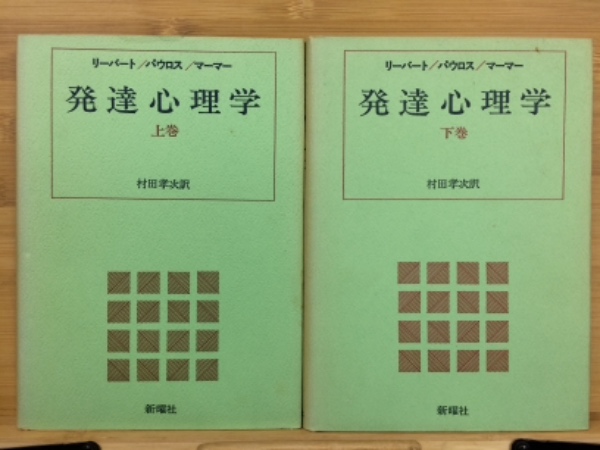 リーバート/パウロス/マーマー
発達心理学
上巻
村田孝次訳
新曜社
リーバート/パウロス/マーマー
発達心理学
下巻
村田孝次訳
新曜社